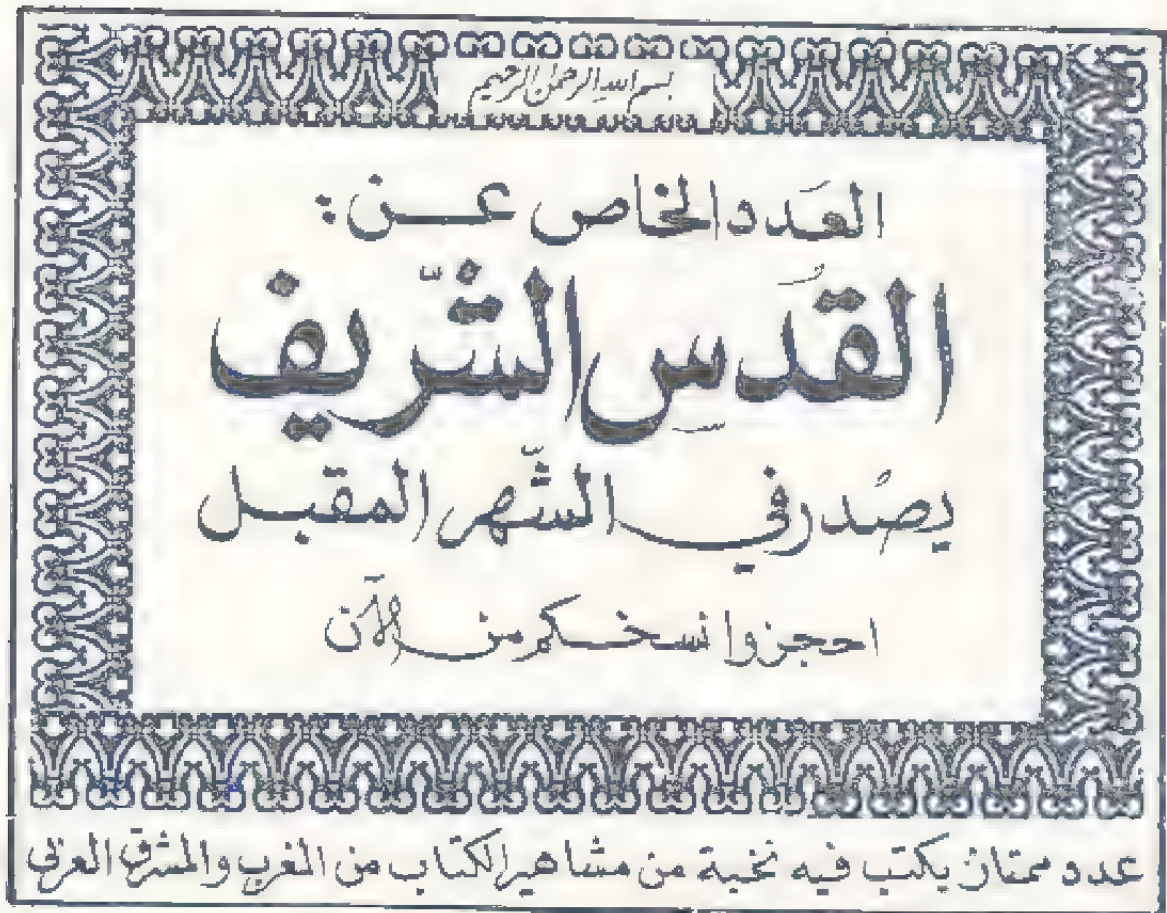 بسم الله الرحمن الرحيم
العدد الخاص عن:
القدس الشريف
يصدر في الشهر المقبل
احجزوا نسخكم من الآن
عدد ممتاز يكتب فيه نخبة من مشاهير الكتاب من المغرب والمشرق العربي